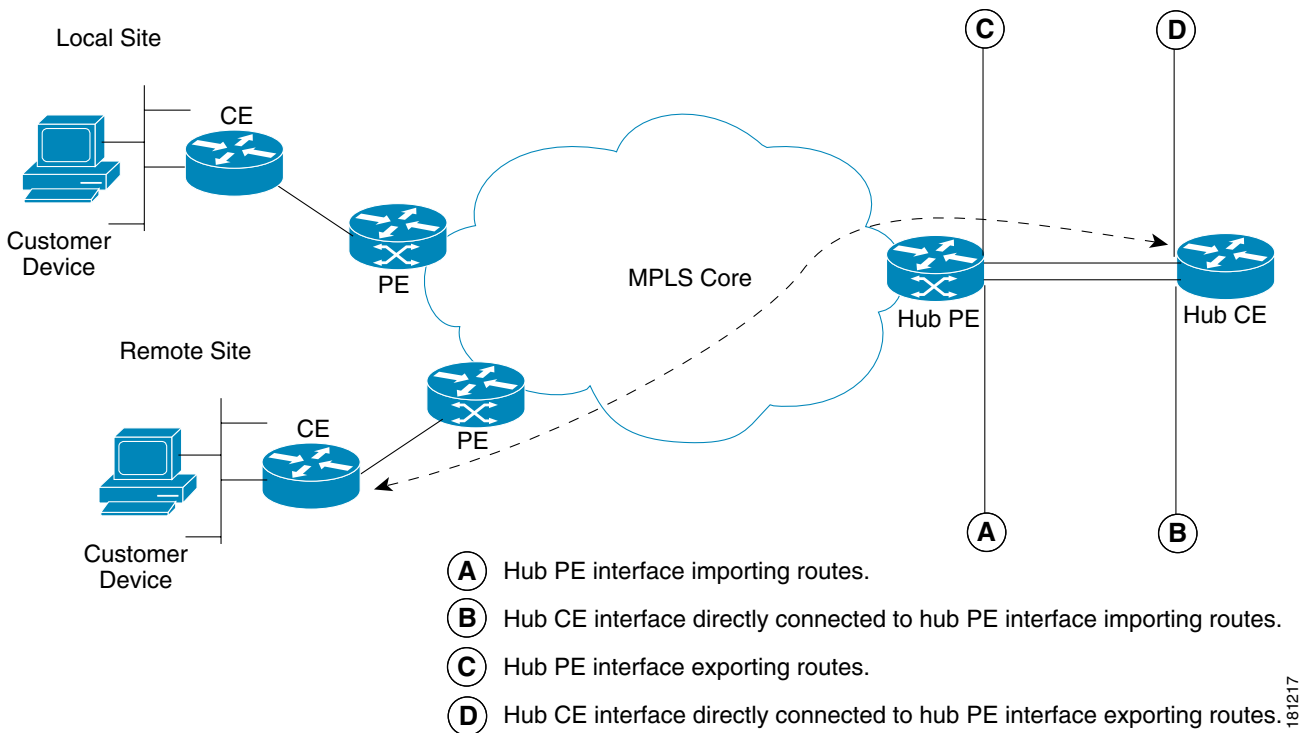 Local Site
C
D
CE
Customer
Device
PE
MPLS Core
Hub PE
Hub CE
Remote Site
CE
PE
Customer
Device
A
B
A Hub PE interface importing routes.
B Hub CE interface directly connected to hub PE interface importing routes.
C Hub PE interface exporting routes.
D Hub CE interface directly connected to hub PE interface exporting routes.
181217